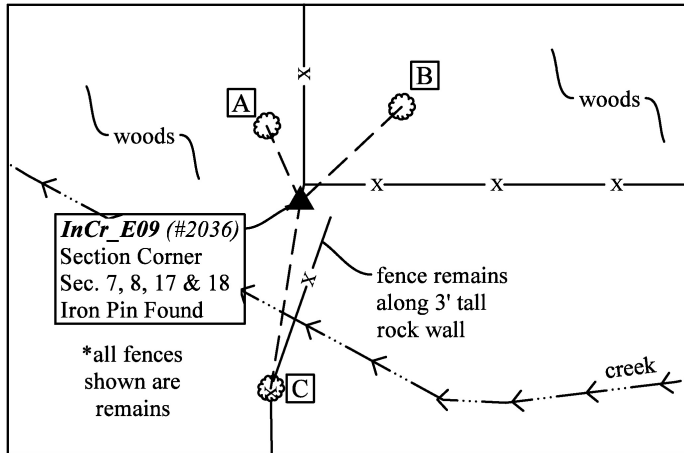 B
A
woods
woods
x
x
x
x
InCr_E09 (#2036)
Section Corner
Sec. 7, 8, 17 & 18
Iron Pin Found
x
fence remains
along 3' tall
rock wall
*all fences
shown are
remains
x
C
creek